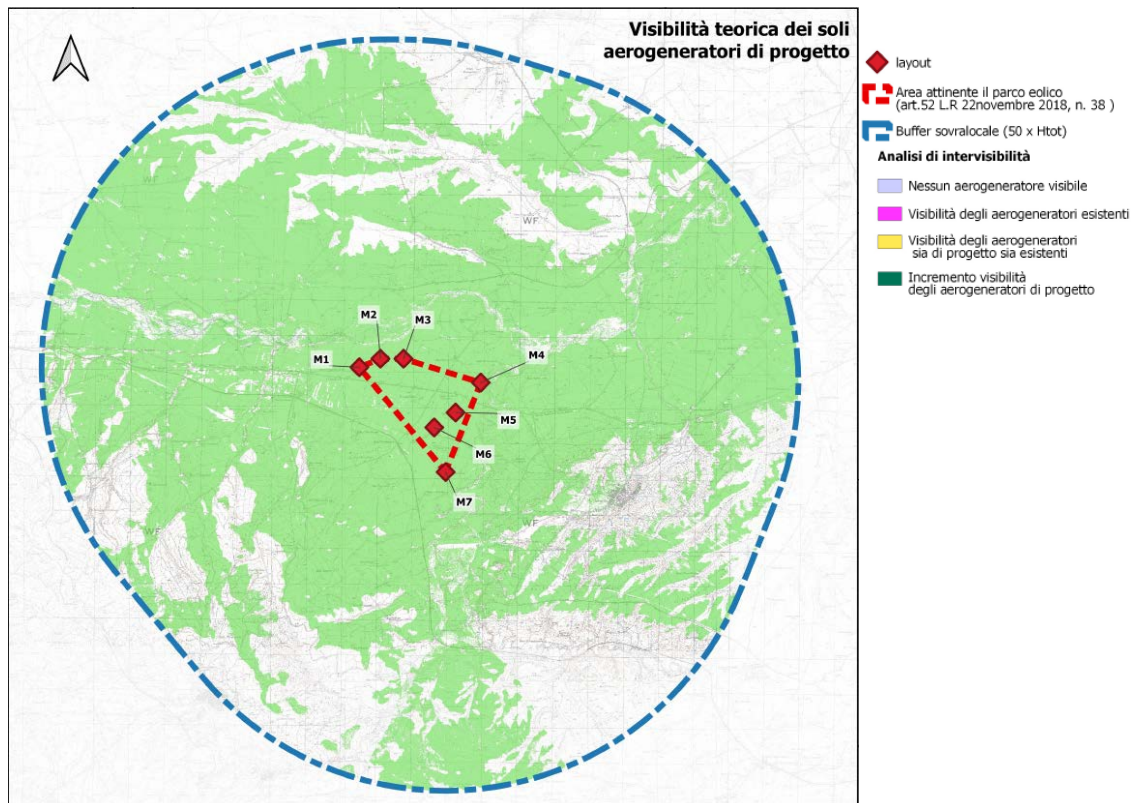 Visibilità teorica dei soli
aerogeneratori di progetto
layout
Area attinente il parco eolico
(art.52 L.R 22novembre 2018, n. 38 )
Buffer sovralocale (50 x Htot)
Analisi di intervisibilità
Nessun aerogeneratore visibile
Visibilità degli aerogeneratori esistenti
Visibilità degli aerogeneratori
sia di progetto sia esistenti
Incremento visibilità
degli aerogeneratori di progetto
WF
WF
M2
M3
M1
M4
M5
M6
M7
WF
WF